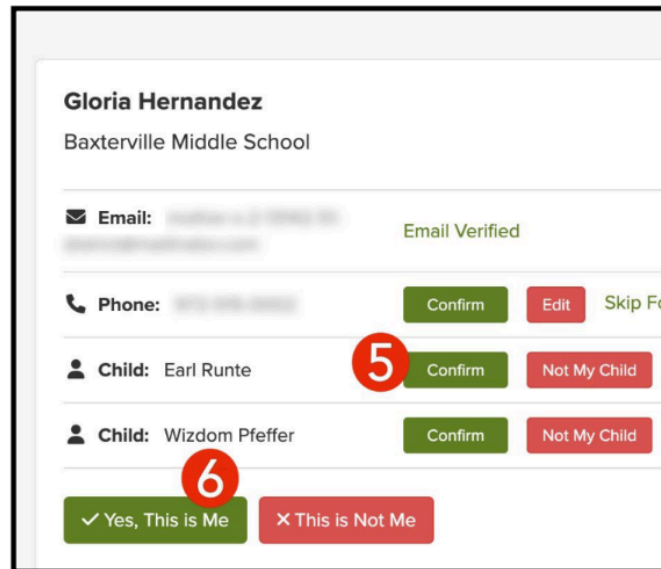 Gloria Hernandez
Baxterville Middle School
Email:
Email Verified
Phone:
Confirm
Edit
Skip
Child: Earl Runte
5
Confirm
Not My Child
Child: Wizdom Pfeffer
Confirm
Not My Child
6
Yes, This is Me
This is Not Me